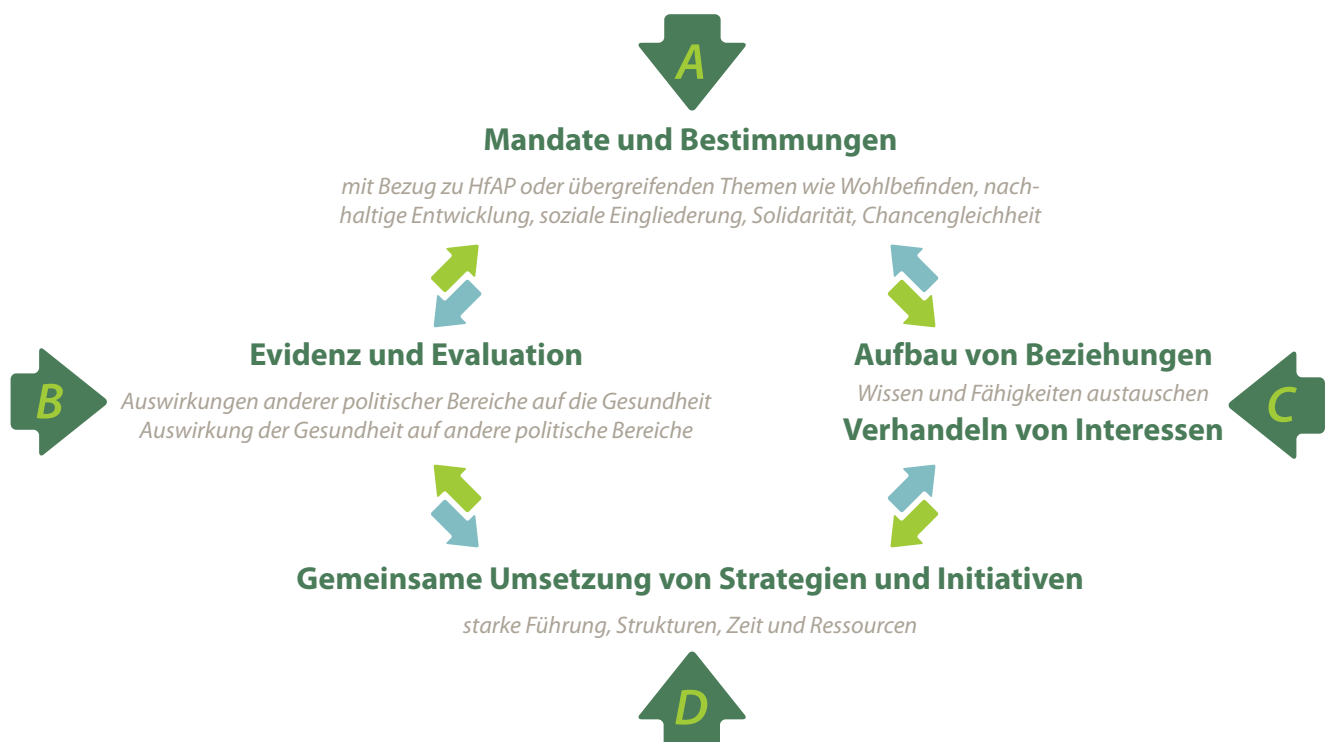 A
Mandate und Bestimmungen
mit Bezug zu HfAP oder übergreifenden Themen wie Wohlbefinden, nach-
haltige Entwicklung, soziale Eingliederung, Solidarität, Chancengleichheit
B
Evidenz und Evaluation
Auswirkungen anderer politischer Bereiche auf die Gesundheit
Auswirkung der Gesundheit auf andere politische Bereiche
Aufbau von Beziehungen
Wissen und Fähigkeiten austauschen
Verhandeln von Interessen
C
Gemeinsame Umsetzung von Strategien und Initiativen
starke Führung, Strukturen, Zeit und Ressourcen
D